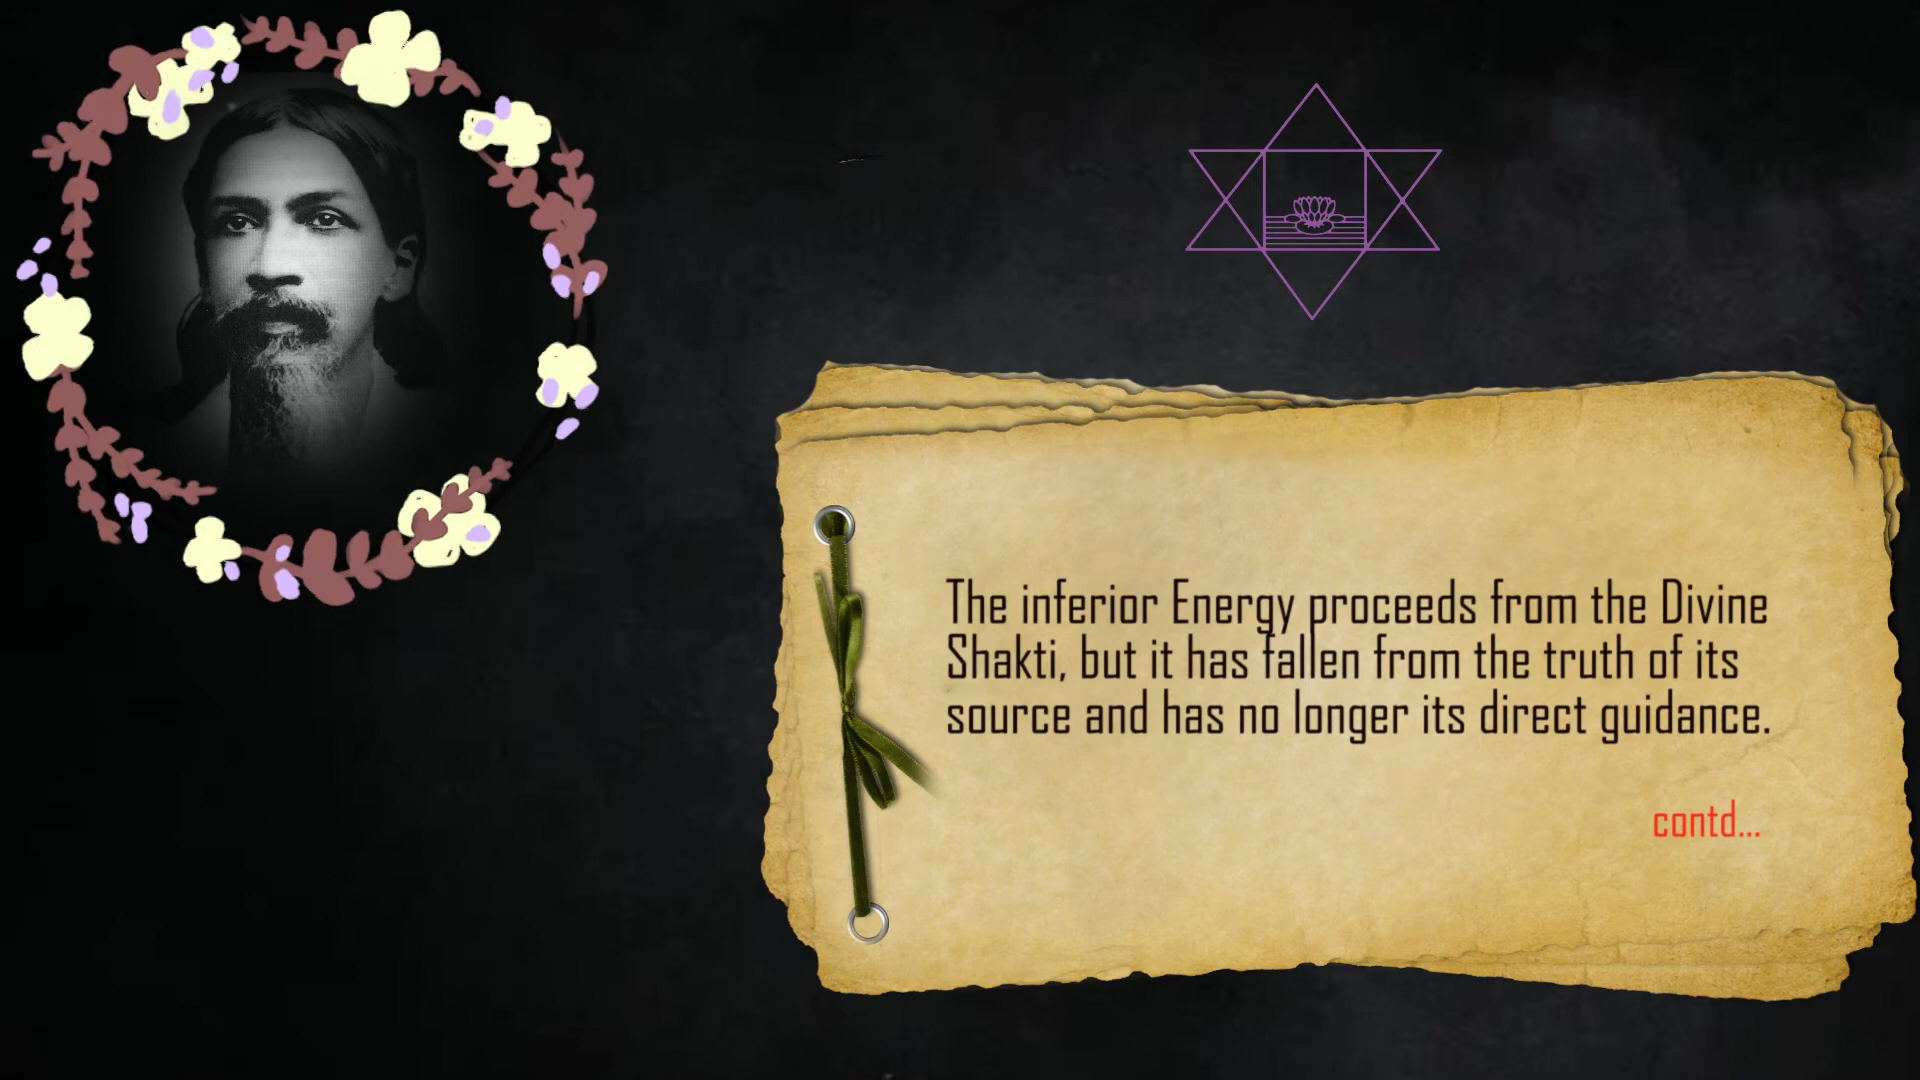 The inferior Energy proceeds from the Divine
Shakti, but it has fallen from the truth of its
source and has no longer its direct guidance.
contd...